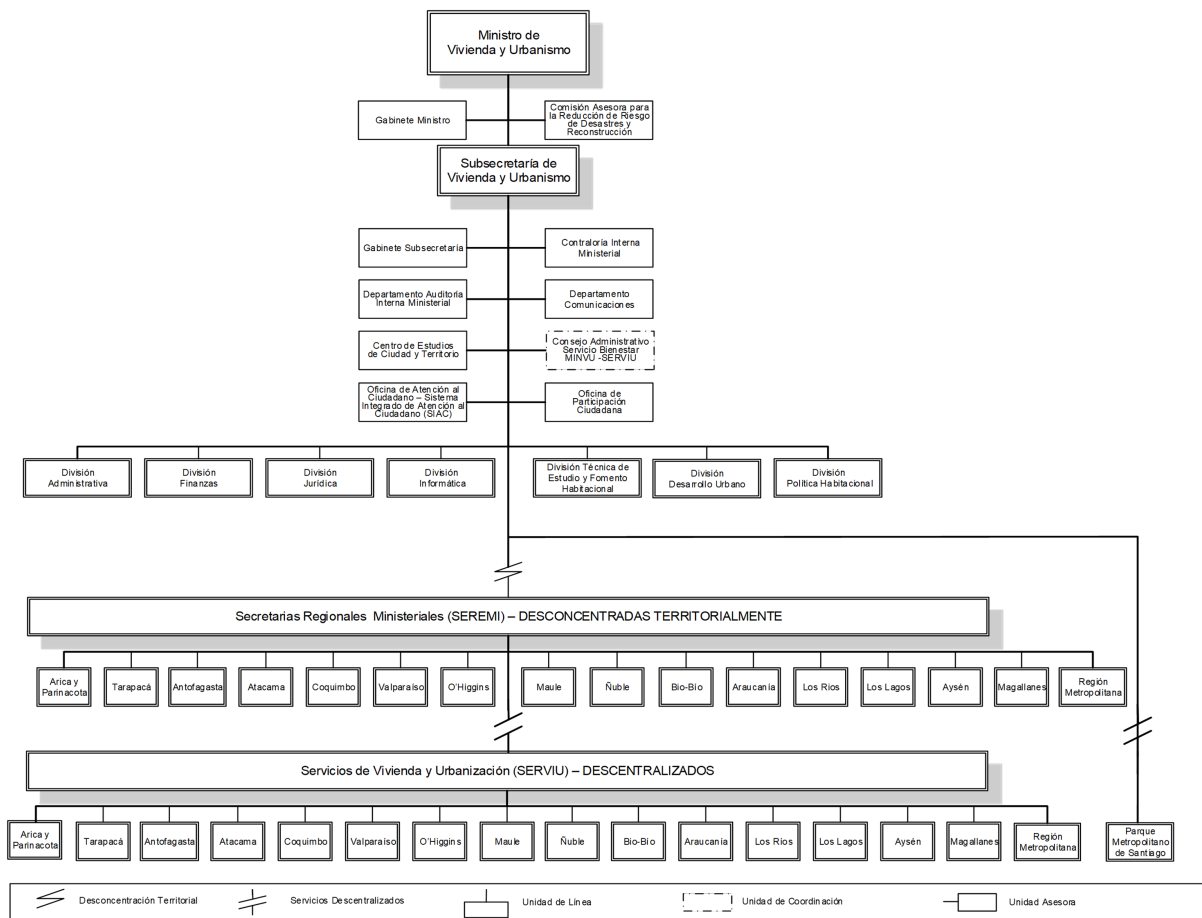 Ministro de
Vivienda y Urbanismo
Gabinete Ministro
Comisión Asesora para
la Reducción de Riesgo
de Desastres y
Reconstrucción
Subsecretaría de
Vivienda y Urbanismo
Gabinete Subsecretaria
Contraloría Interna
Ministerial
Departamento Auditoria
Interna Ministerial
Departamento
Comunicaciones
Centro de Estudios
de Ciudad y Territorio
Consejo Administrativo
Servicio Bienestar
MINVU -SERVIU
Oficina de Atención al
Ciudadano – Sistema
Integrado de Atención al
Ciudadano (SIAC)
Oficina de
Participación
Ciudadana
División
Administrativa
División
Finanzas
División
Jurídica
División
Informática
División Técnica de
Estudio y Fomento
Habitacional
División
Desarrollo Urbano
División
Política Habitacional
Secretarias Regionales Ministeriales (SEREMI) – DESCONCENTRADAS TERRITORIALMENTE
Arica y
Parinacota
Tarapacá
Antofagasta
Atacama
Coquimbo
Valparaíso
O'Higgins
Maule
Ñuble
Bio-Bío
Araucanía
Los Ríos
Los Lagos
Aysén
Magallanes
Región
Metropolitana
Servicios de Vivienda y Urbanización (SERVIU) – DESCENTRALIZADOS
Arica y
Parinacota
Tarapacá
Antofagasta
Atacama
Coquimbo
Valparaíso
O'Higgins
Maule
Ñuble
Bio-Bío
Araucanía
Los Ríos
Los Lagos
Aysén
Magallanes
Región
Metropolitana
Parque
Metropolitano
de Santiago
Desconcentración Territorial
Servicios Descentralizados
Unidad de Línea
Unidad de Coordinación
Unidad Asesora